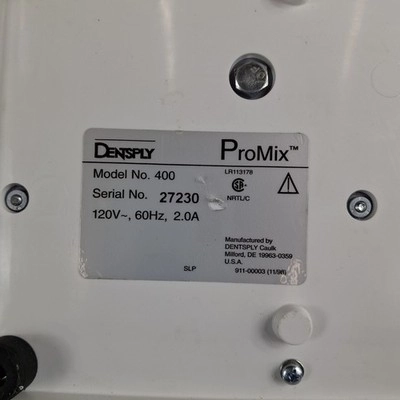 DENTSPLY
ProMix™
Model No. 400
Serial No. 27230
120V~, 60Hz, 2.0A
LR113178
NRTL/C
Manufactured by
DENTSPLY Caulk
Milford, DE 19963-0359
U.S.A.
SLP
911-00003 (11/98)